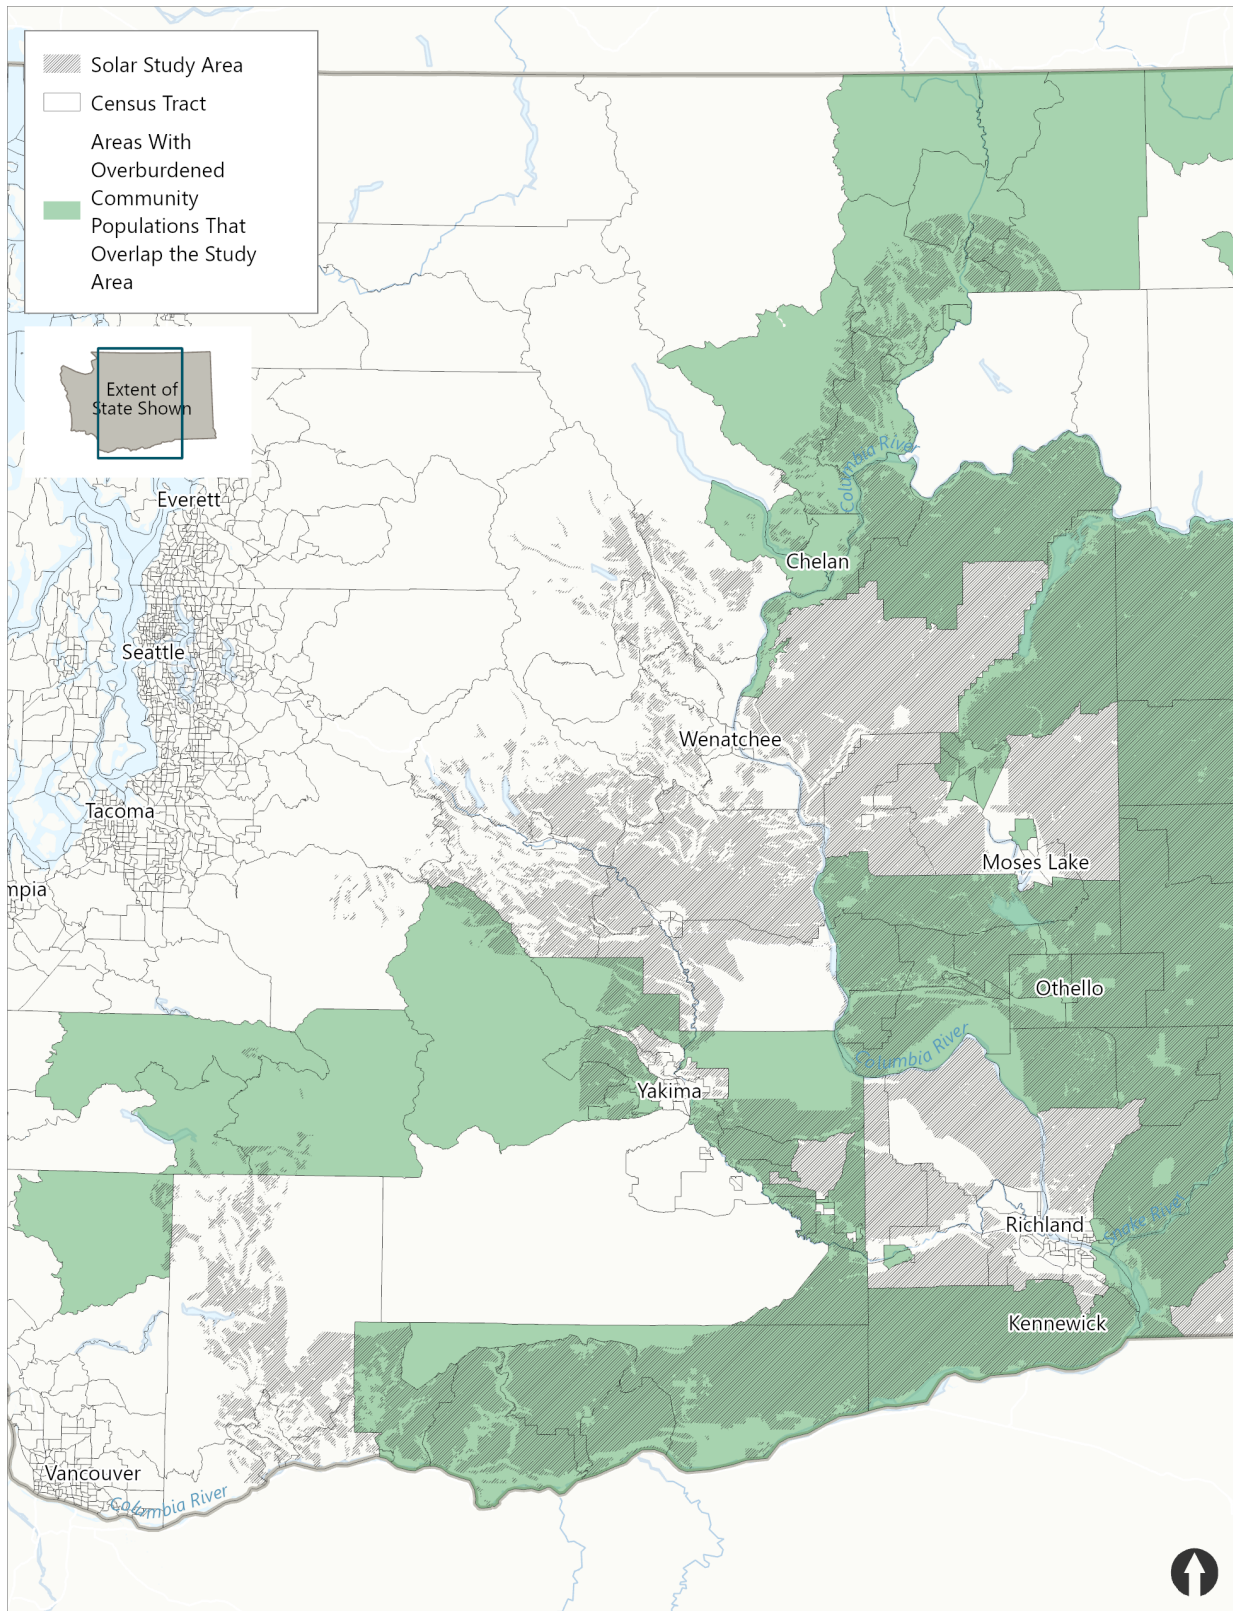 Solar Study Area
Census Tract
Areas With
Overburdened
Community
Populations That
Overlap the Study
Area
Extent of
State Shown
Everett
Columbia River
Chelan
Seattle
Wenatchee
Tacoma
Moses Lake
mpia
Othello
Columbia River
Yakima
Snake River
Richland
Kennewick
Vancouver
Columbia River